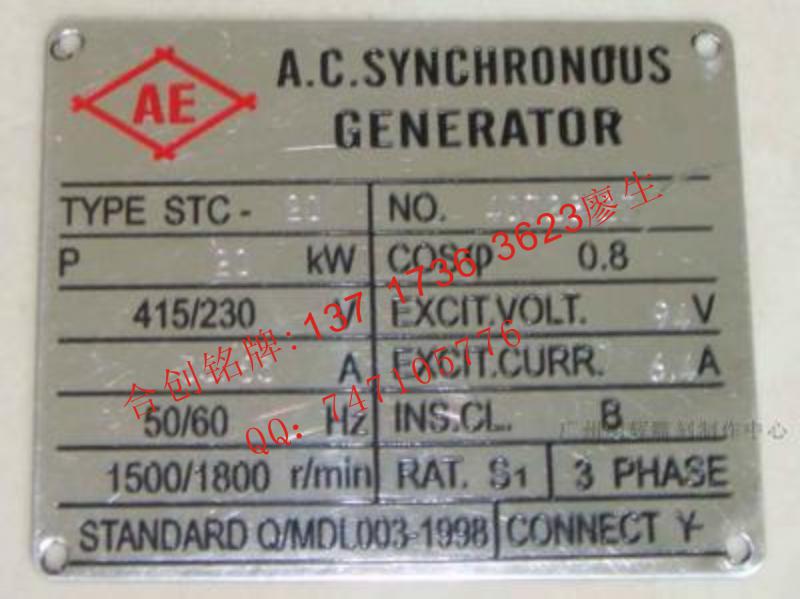 AE
A.C.SYNCHRONOUS
GENERATOR
TYPE STC-
NO.
P kW
COSφ 0.8
415/230 V
EXCIT.VOLT. V
A
EXCIT.CURR. A
50/60 Hz
INS.CL. B
1500/1800 r/min
RAT. S1
3 PHASE
STANDARD Q/MDL003-1998
CONNECT Y-
合创铭牌:137 1736 3623廖生
QQ: 747105776